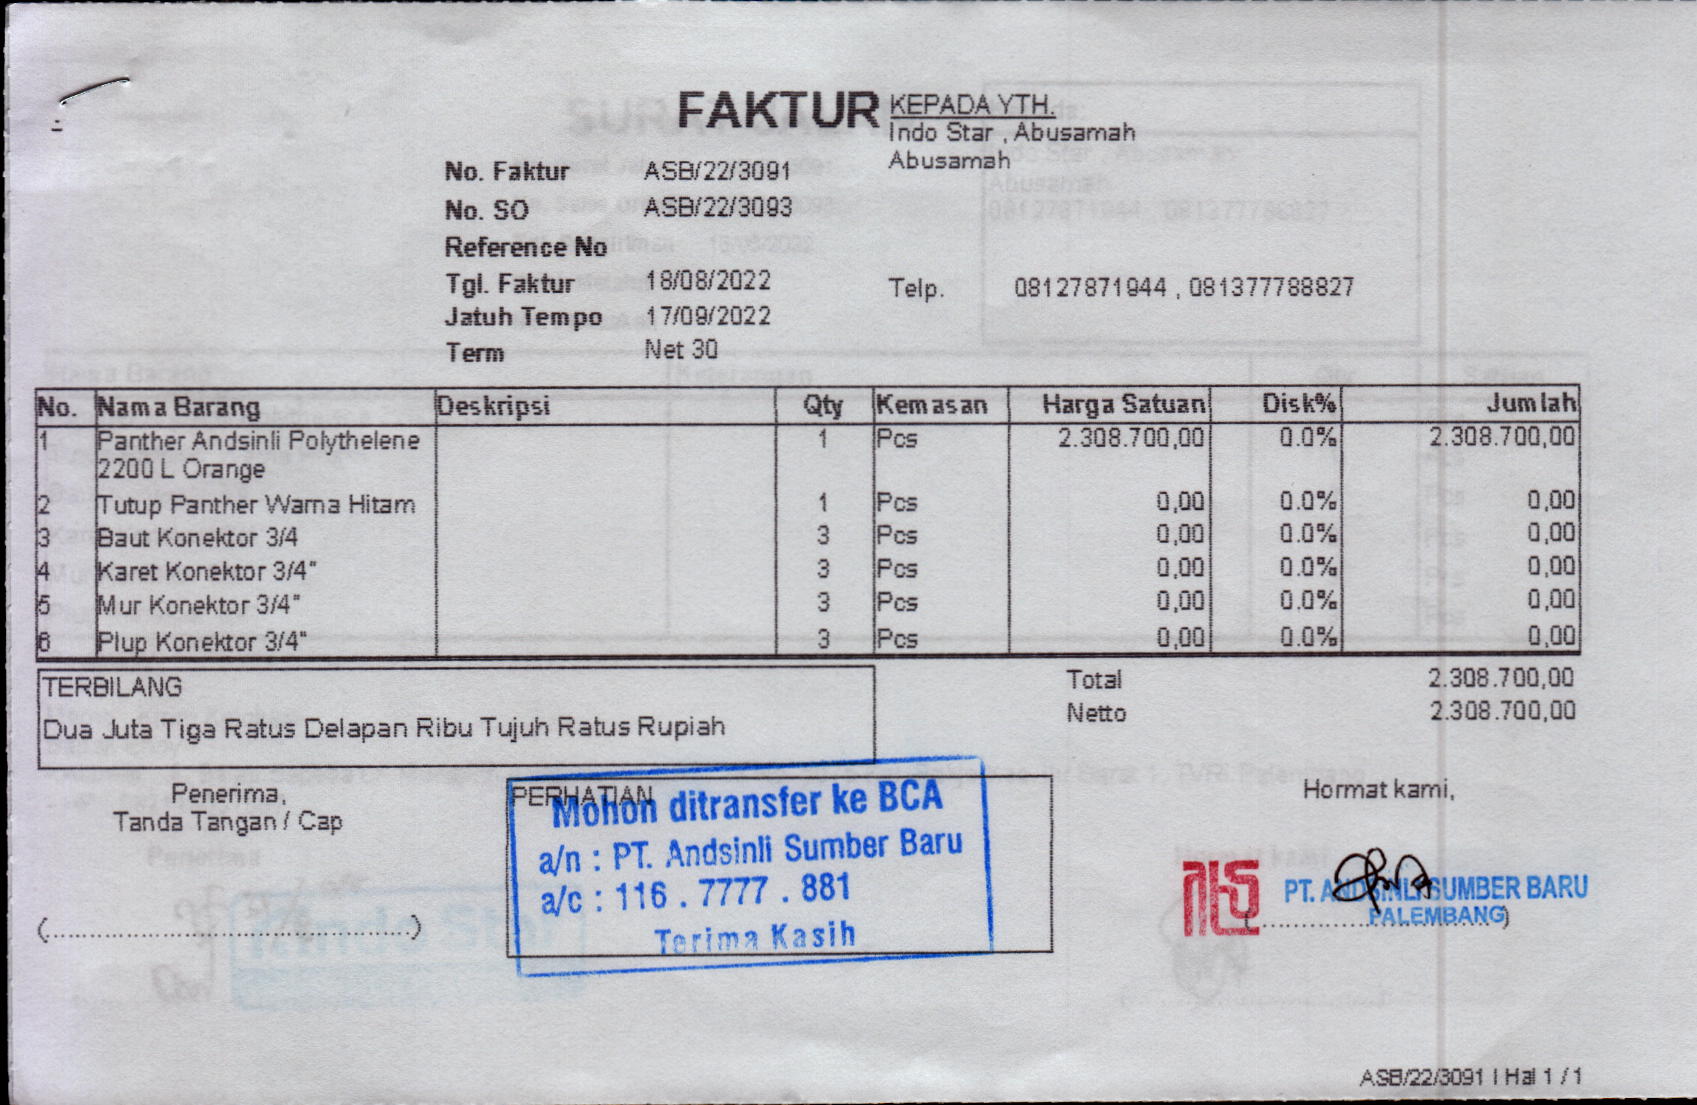 FAKTUR
KEPADA YTH.
Indo Star , Abusamah
Abusamah
No. Faktur ASB/22/3091
No. SO ASB/22/3093
Reference No
Tgl. Faktur 18/08/2022
Telp. 08127871944 , 081377788827
Jatuh Tempo 17/09/2022
Term Net 30
No. Nama Barang Deskripsi Qty Kemasan Harga Satuan Disk% Jumlah
1 Panther Andsinli Polythelene 1 Pcs 2.308.700,00 0.0% 2.308.700,00
2200 L Orange
2 Tutup Panther Warna Hitam 1 Pcs 0,00 0.0% 0,00
3 Baut Konektor 3/4 3 Pcs 0,00 0.0% 0,00
4 Karet Konektor 3/4" 3 Pcs 0,00 0.0% 0,00
5 Mur Konektor 3/4" 3 Pcs 0,00 0.0% 0,00
6 Plup Konektor 3/4" 3 Pcs 0,00 0.0% 0,00
TERBILANG
Dua Juta Tiga Ratus Delapan Ribu Tujuh Ratus Rupiah
Total 2.308.700,00
Netto 2.308.700,00
Penerima,
Tanda Tangan / Cap
(........................................)
PERHATIAN
Mohon ditransfer ke BCA
a/n : PT. Andsinli Sumber Baru
a/c : 116 . 7777 . 881
Terima Kasih
Hormat kami,
PT. ANDSINLI SUMBER BARU
PALEMBANG
ASB/22/3091 | Hal 1 / 1